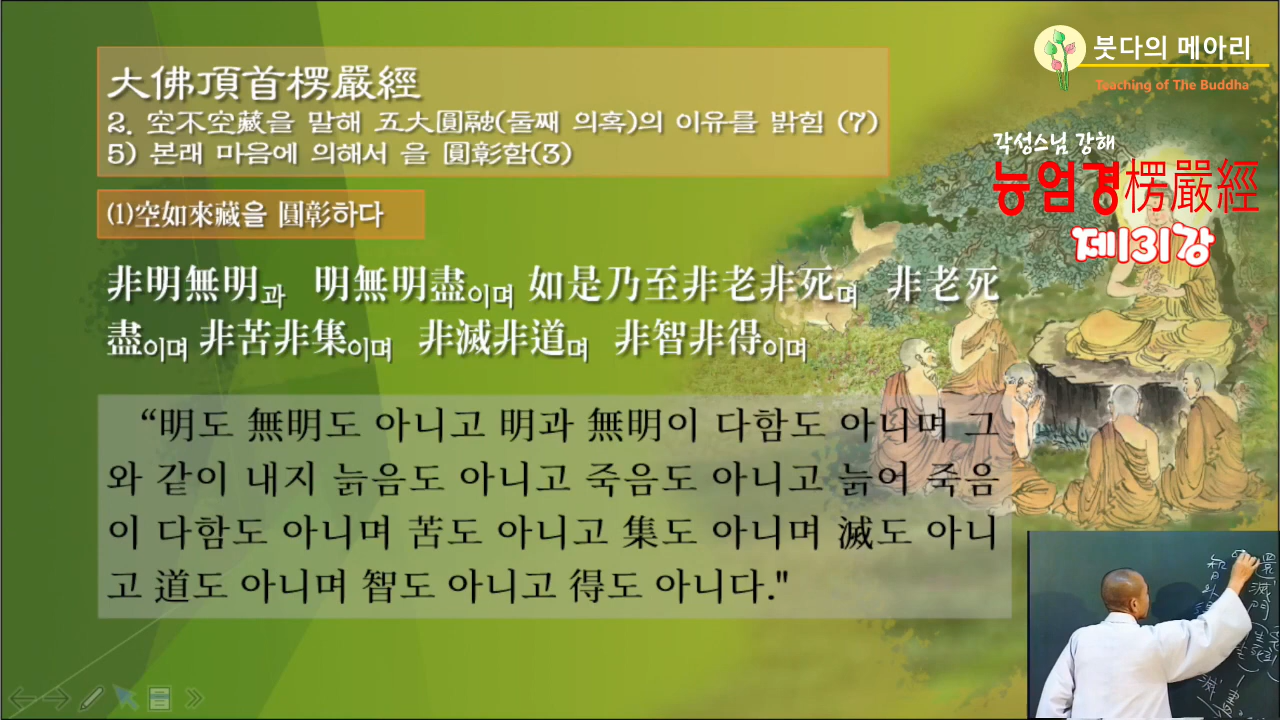 大佛頂首楞嚴經
2. 空不空藏을 말해 五大圓融(둘째 의혹)의 이유를 밝힘 (7)
5) 본래 마음에 의해서 을 圓彰함(3)
⑴空如來藏을 圓彰하다
非明無明과 明無明盡이며 如是乃至非老非死며 非老死
盡이며 非苦非集이며 非滅非道며 非智非得이며
“明도 無明도 아니고 明과 無明이 다함도 아니며 그
와 같이 내지 늙음도 아니고 죽음도 아니고 늙어 죽음
이 다함도 아니며 苦도 아니고 集도 아니며 滅도 아니
고 道도 아니며 智도 아니고 得도 아니다."
붓다의 메아리
Teaching of The Buddha
각성스님 강해
능엄경楞嚴經
제131강
還
滅
門
智
와
滅